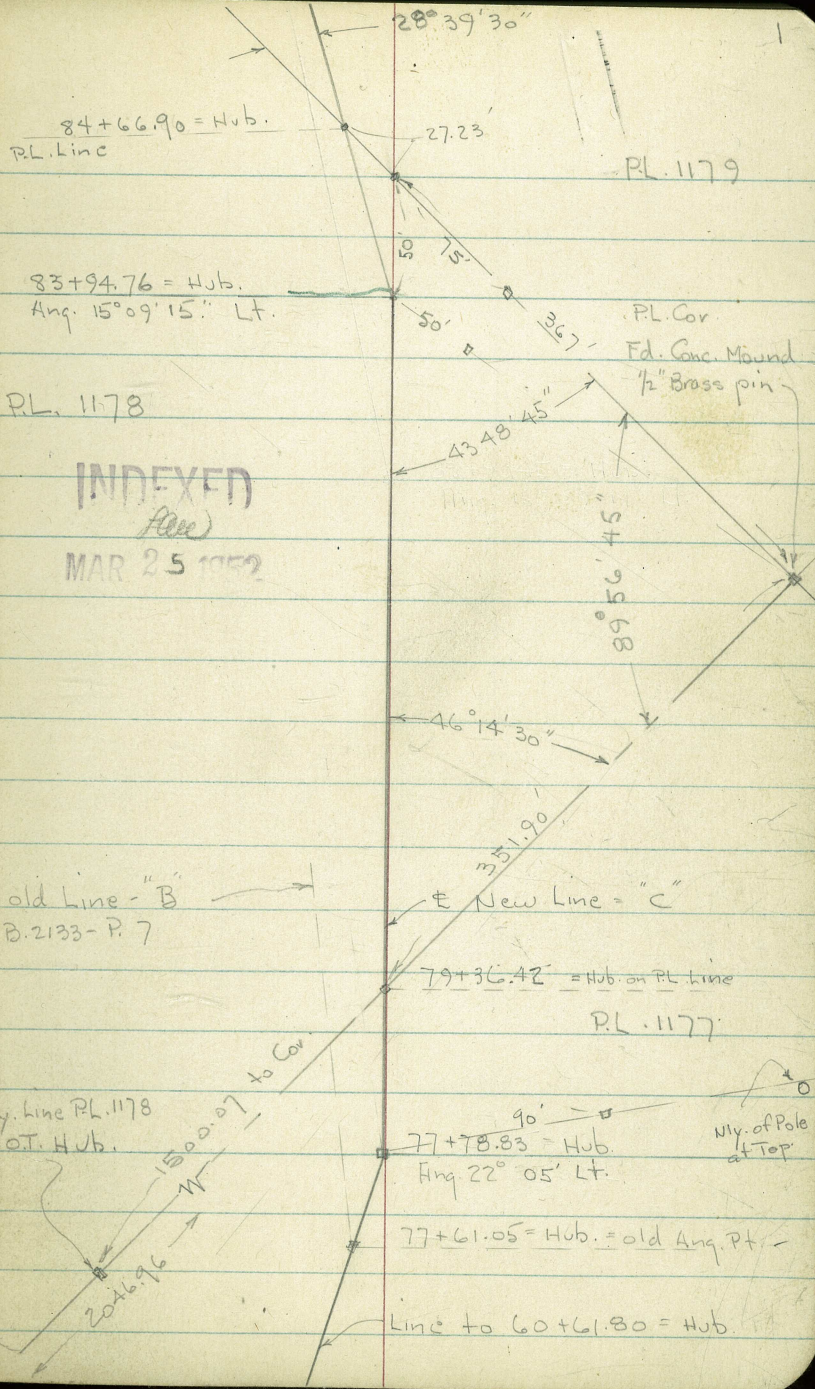 28° 39' 30"
1
84+66.90 = Hub.
P.L. Line
27.23'
P.L. 1179
50'
75'
83+94.76 = Hub.
Ang. 15°09'15" Lt.
50'
367'
P.L. Cor
Fd. Conc. Mound
1/2" Brass pin
43 48' 45"
P.L. 1178
INDEXED
MAR 25 1952
89° 56' 45"
46° 14' 30"
351.90'
old Line - "B"
B. 2133 - P. 7
New Line = "C"
79+36.42 = Hub. on P.L. Line
P.L. 1177
1500.07 to Cor.
y. Line P.L. 1178
O.T. Hub.
90'
77+78.83 = Hub
Ang. 22° 05' Lt.
Nly. of Pole
at Top.
77+61.05 = Hub. = old Ang. Pt.
2046.96
Line to 60+61.80 = Hub.